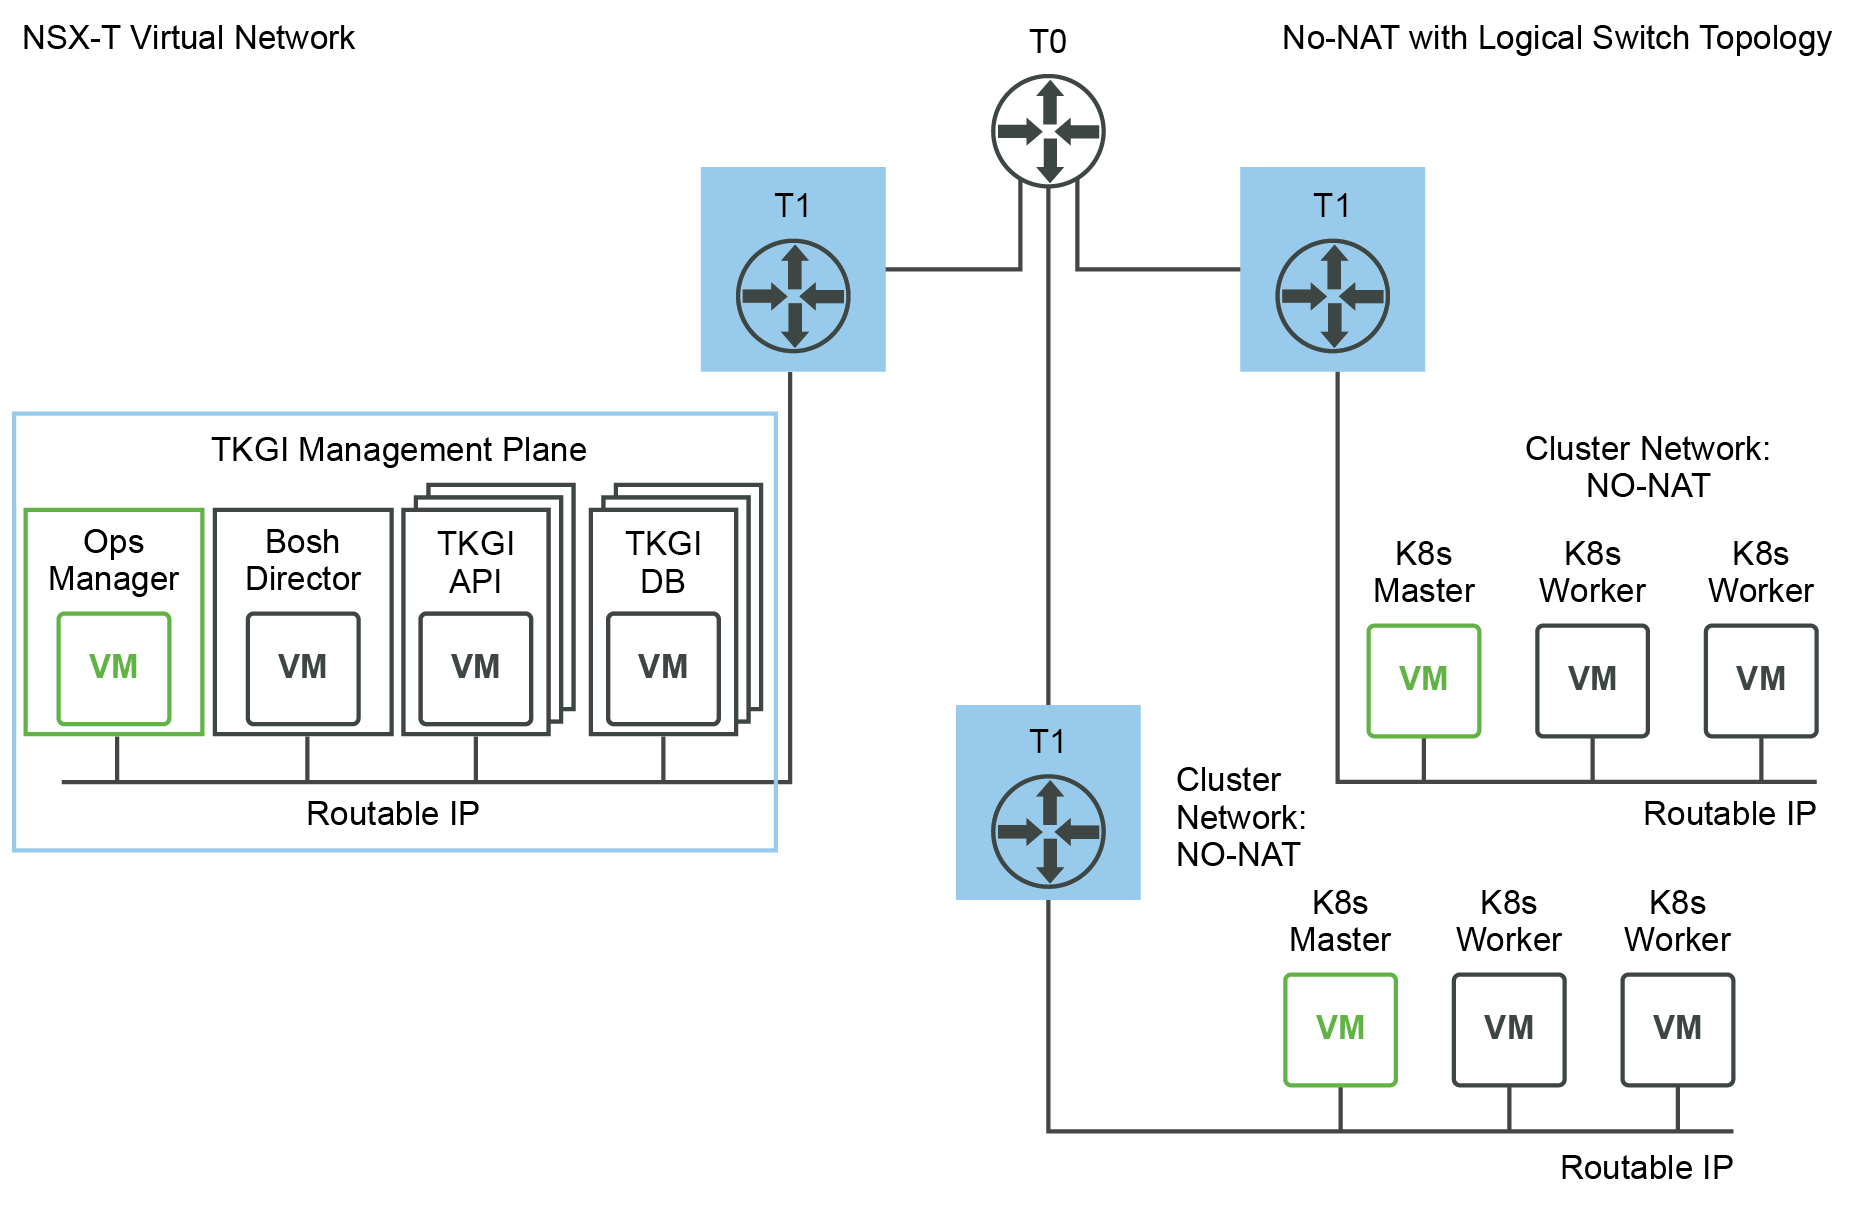 NSX-T Virtual Network
T0
No-NAT with Logical Switch Topology
T1
T1
TKGI Management Plane
Ops
Manager
VM
Bosh
Director
VM
TKGI
API
VM
TKGI
DB
VM
Routable IP
Cluster Network:
NO-NAT
K8s
Master
VM
K8s
Worker
VM
K8s
Worker
VM
Routable IP
T1
Cluster
Network:
NO-NAT
K8s
Master
VM
K8s
Worker
VM
K8s
Worker
VM
Routable IP